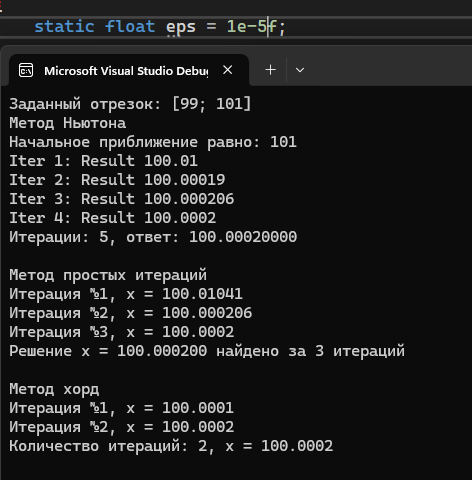 static float eps = 1e-5f;
Microsoft Visual Studio Debug
Заданный отрезок: [99; 101]
Метод Ньютона
Начальное приближение равно: 101
Iter 1: Result 100.01
Iter 2: Result 100.00019
Iter 3: Result 100.000206
Iter 4: Result 100.0002
Итерации: 5, ответ: 100.00020000
Метод простых итераций
Итерация №1, x = 100.01041
Итерация №2, x = 100.000206
Итерация №3, x = 100.0002
Решение x = 100.000200 найдено за 3 итераций
Метод хорд
Итерация №1, x = 100.0001
Итерация №2, x = 100.0002
Количество итераций: 2, x = 100.0002